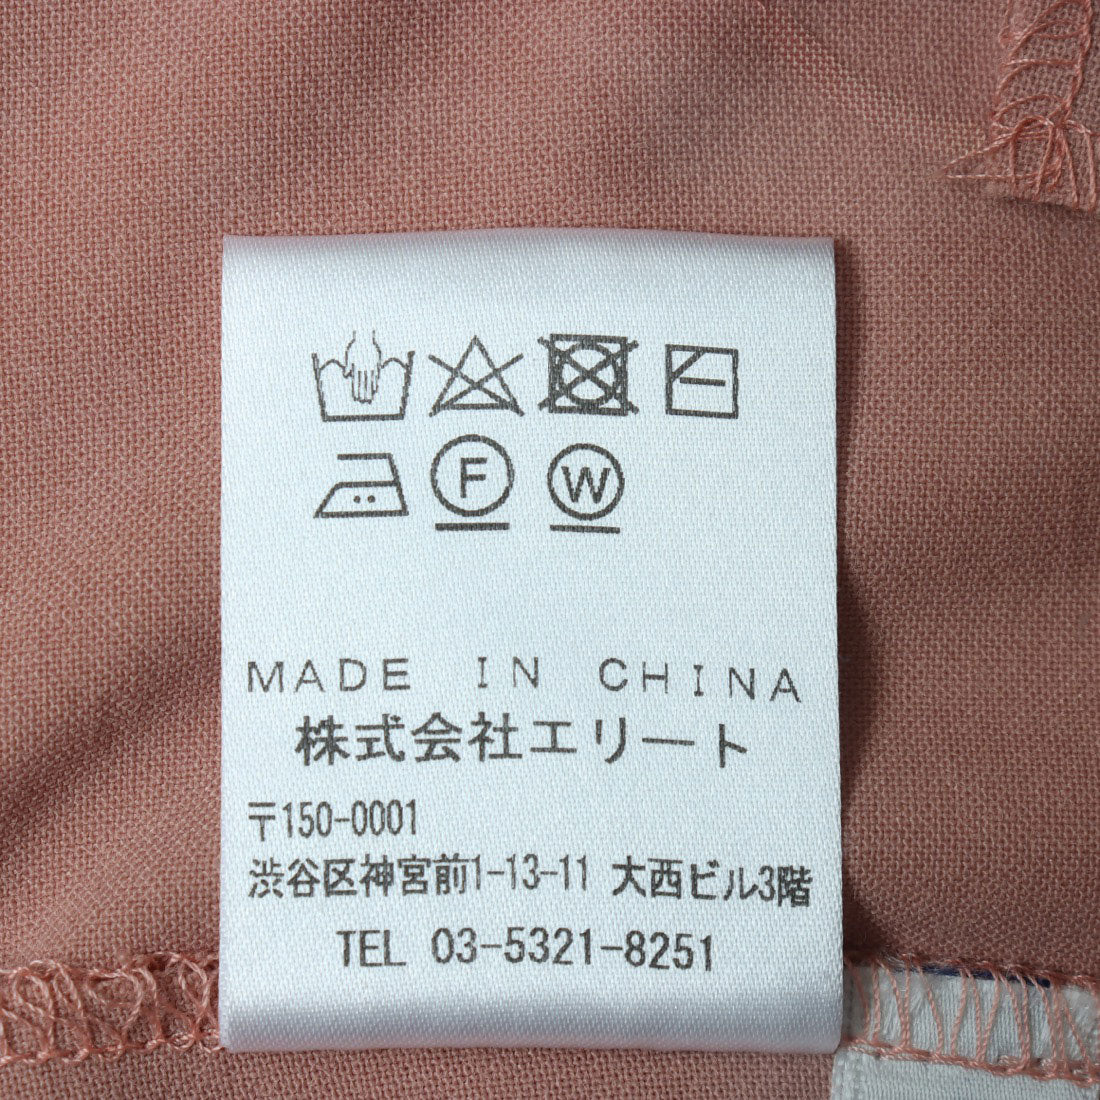 F W
MADE IN CHINA
株式会社エリート
〒150-0001
渋谷区神宮前1-13-11 大西ビル3階
TEL 03-5321-8251